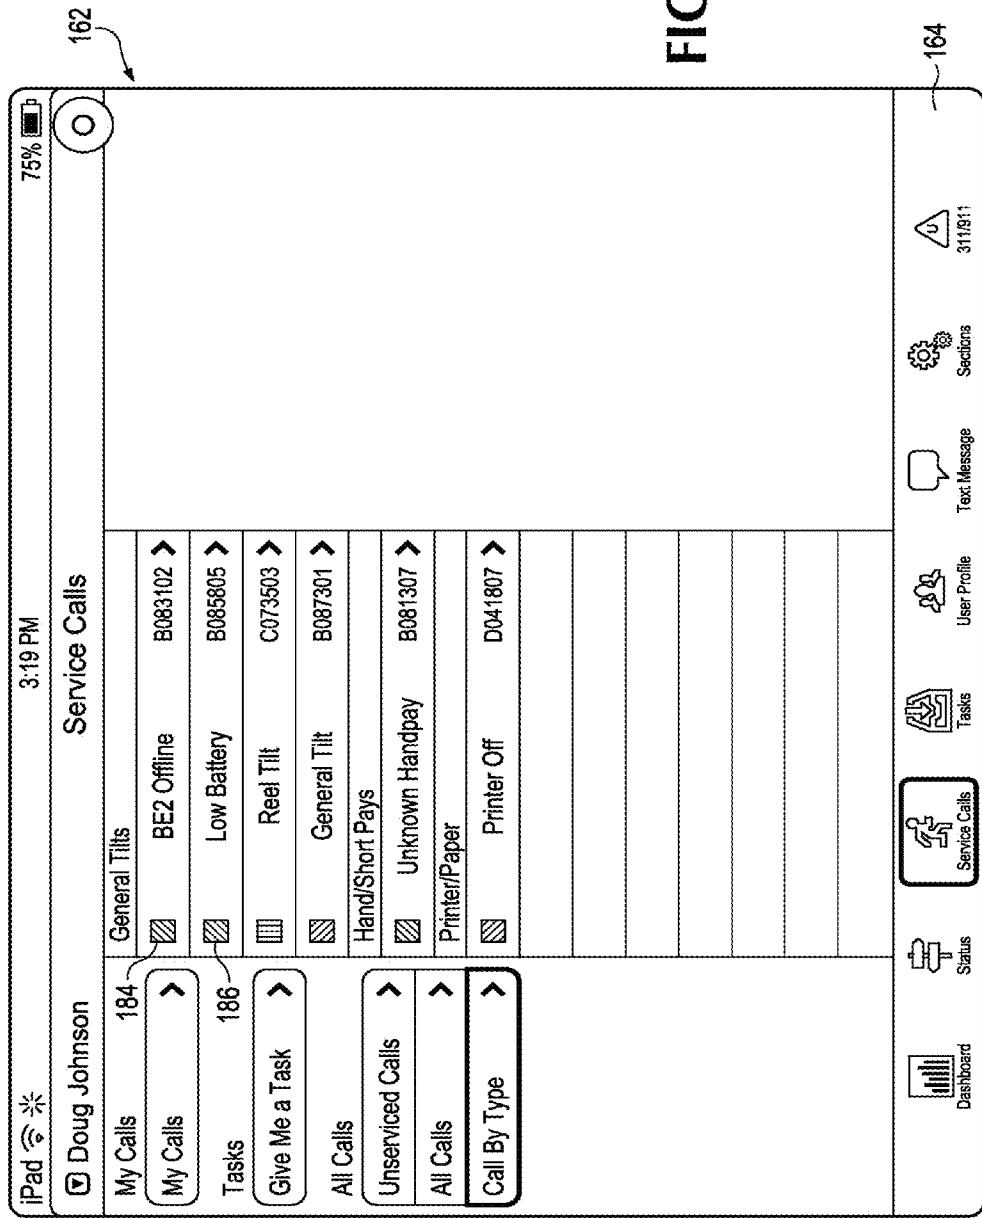 iPad 3:19 PM 75%
Doug Johnson Service Calls
My Calls
My Calls
Tasks
Give Me a Task
All Calls
Unserviced Calls
All Calls
Call By Type
General Tilts
BE2 Offline B083102
Low Battery B085805
Reel Tilt C073503
General Tilt B087301
Hand/Short Pays
Unknown Handpay B081307
Printer/Paper
Printer Off D041807
Dashboard Status Service Calls Tasks User Profile Text Message Sections 311/911
184
186
162
164